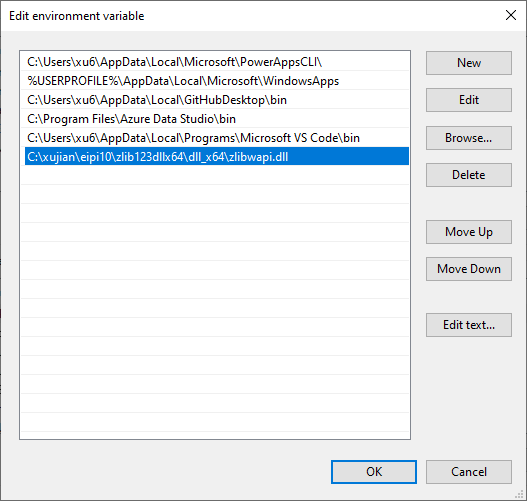 Edit environment variable
C:\Users\xu6\AppData\Local\Microsoft\PowerAppsCLI\
%USERPROFILE%\AppData\Local\Microsoft\WindowsApps
C:\Users\xu6\AppData\Local\GitHubDesktop\bin
C:\Program Files\Azure Data Studio\bin
C:\Users\xu6\AppData\Local\Programs\Microsoft VS Code\bin
C:\xujian\eipi10\zlib123dllx64\dll_x64\zlibwapi.dll
New
Edit
Browse...
Delete
Move Up
Move Down
Edit text...
OK
Cancel